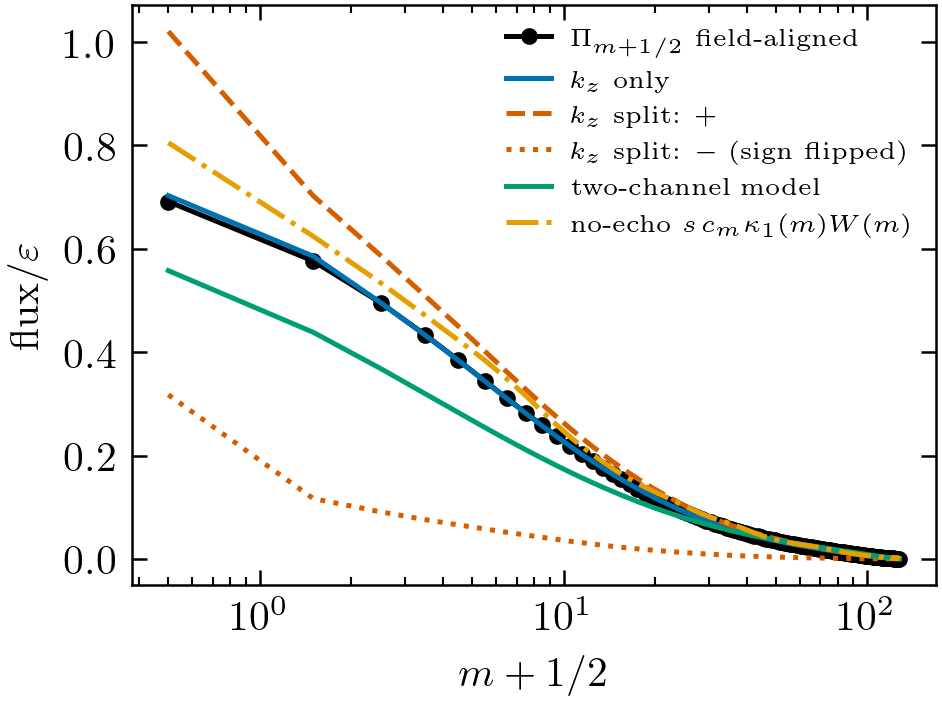 flux/ε
1.0
0.8
0.6
0.4
0.2
0.0
Π_{m+1/2} field-aligned
k_z only
k_z split: +
k_z split: − (sign flipped)
two-channel model
no-echo s c_m κ_1(m)W(m)
10^0
10^1
10^2
m + 1/2